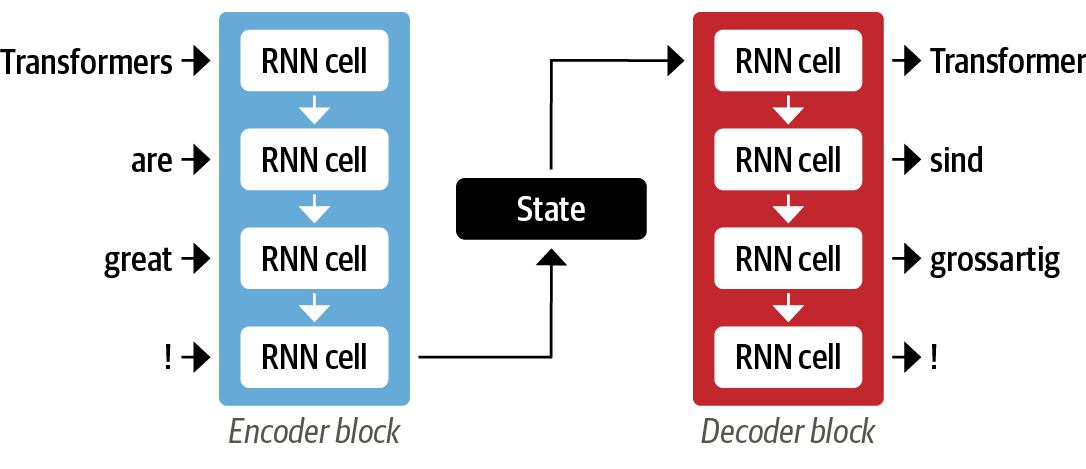 Transformers
RNN cell
RNN cell
Transformer
are
RNN cell
RNN cell
sind
State
great
RNN cell
RNN cell
grossartig
!
RNN cell
RNN cell
!
Encoder block
Decoder block